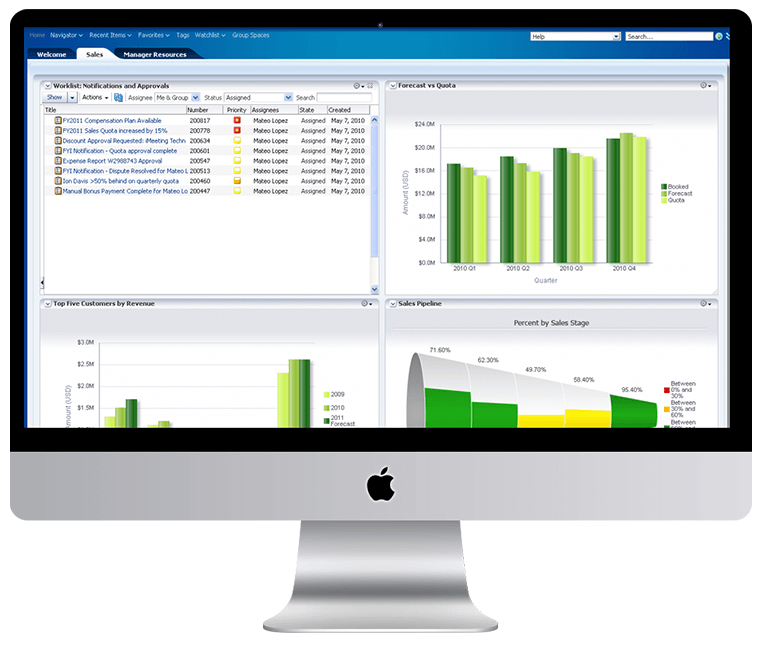 Home Navigator Recent Items Favorites Tags Watchlist Group Spaces Help Search...
Welcome Sales Manager Resources
Worklist: Notifications and Approvals
Show Actions Assignee Me & Group Status Assigned Search
Title Number Priority Assignees State Created
FY2011 Compensation Plan Available 200817 Mateo Lopez Assigned May 7, 2010
FY2011 Sales Quota increased by 15% 200778 Mateo Lopez Assigned May 7, 2010
Discount Approval Requested: iMeeting Techn 200634 Mateo Lopez Assigned May 7, 2010
FYI Notification - Quota approval complete 200601 Mateo Lopez Assigned May 7, 2010
Expense Report W2988743 Approval 200547 Mateo Lopez Assigned May 7, 2010
FYI Notification - Dispute Resolved for Mateo L 200513 Mateo Lopez Assigned May 7, 2010
Ion Davis >50% behind on quarterly quota 200460 Mateo Lopez Assigned May 7, 2010
Manual Bonus Payment Complete for Mateo Lo 200447 Mateo Lopez Assigned May 7, 2010
Forecast vs Quota
$24.0M
$20.0M
$16.0M
$12.0M
$8.0M
$4.0M
$0.0M
Amount (USD)
2010 Q1 2010 Q2 2010 Q3 2010 Q4
Quarter
Booked
Forecast
Quota
Top Five Customers by Revenue
$3.0M
$2.5M
$2.0M
$1.5M
Amount (USD)
2009
2010
2011
Forecast
Sales Pipeline
Percent by Sales Stage
71.60%
62.30%
49.70%
58.40%
95.40%
Between
0% and
30%
Between
30% and
60%
Between